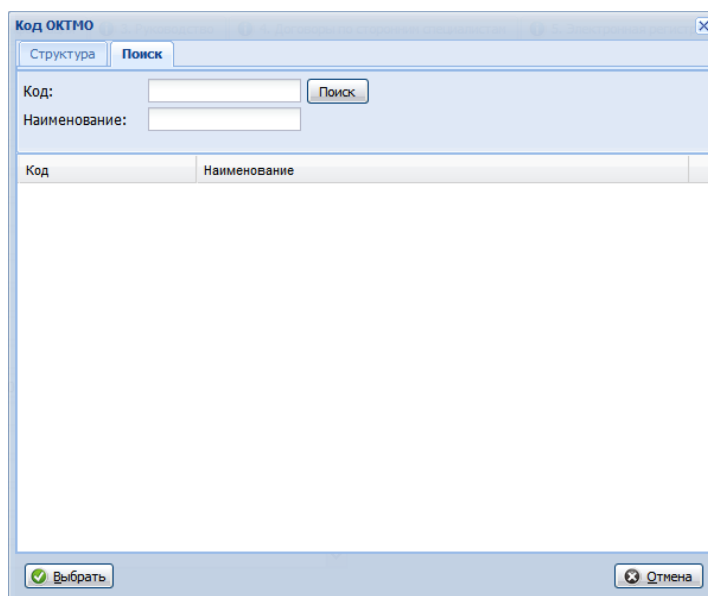 Код ОКТМО
Структура Поиск
Код: Поиск
Наименование:
Код Наименование
Выбрать Отмена